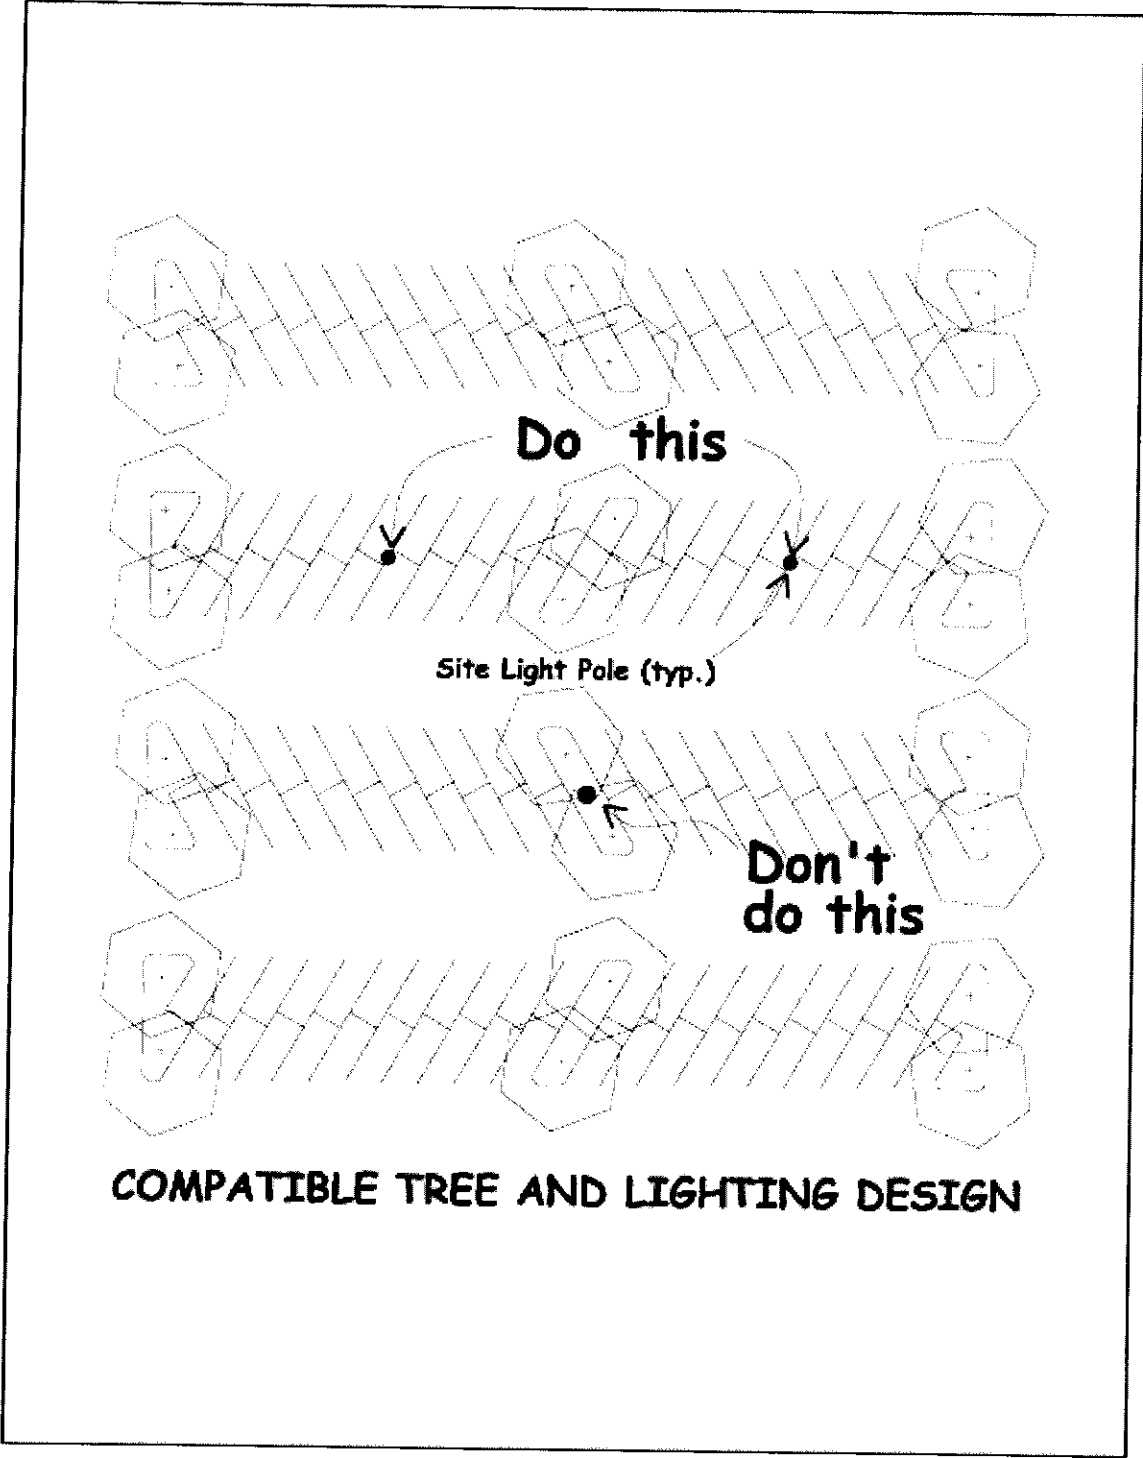 Do this
Site Light Pole (typ.)
Don't
do this
COMPATIBLE TREE AND LIGHTING DESIGN